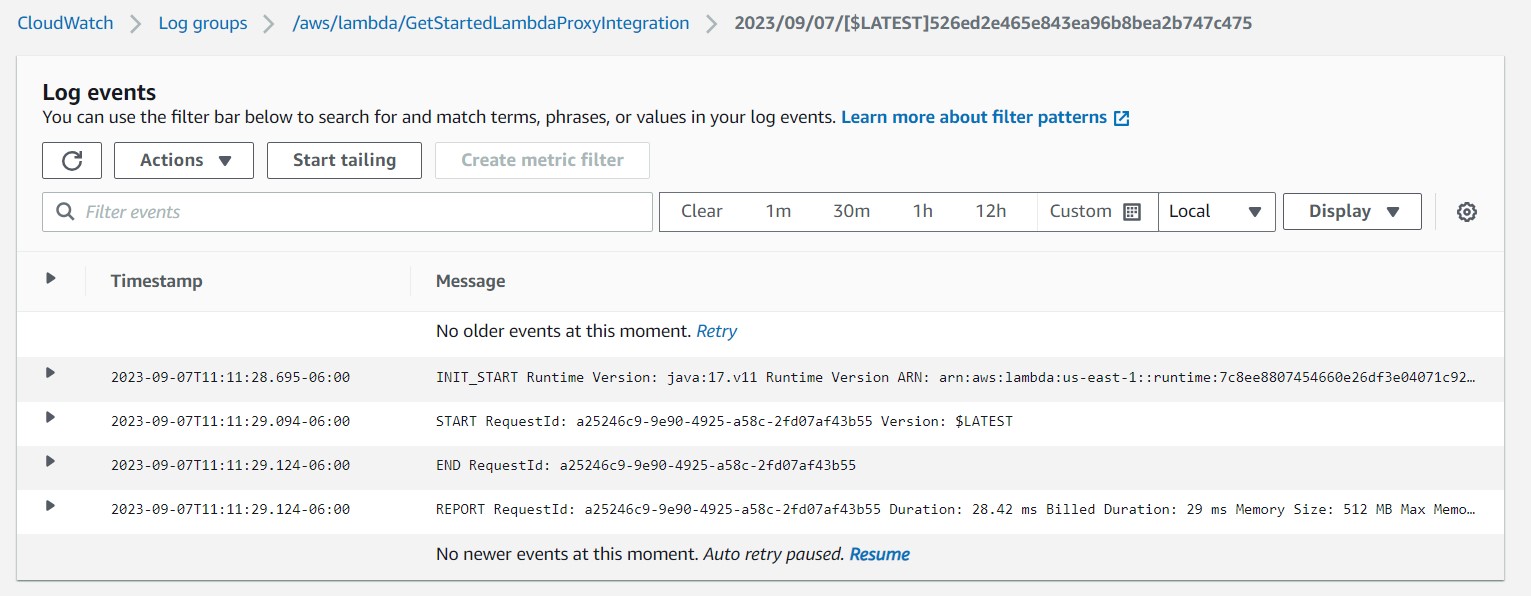 CloudWatch Log groups /aws/lambda/GetStartedLambdaProxyIntegration 2023/09/07/[$LATEST]526ed2e465e843ea96b8bea2b747c475
Log events
You can use the filter bar below to search for and match terms, phrases, or values in your log events. Learn more about filter patterns
Actions Start tailing Create metric filter
Filter events Clear 1m 30m 1h 12h Custom Local Display
Timestamp Message
No older events at this moment. Retry
2023-09-07T11:11:28.695-06:00 INIT_START Runtime Version: java:17.v11 Runtime Version ARN: arn:aws:lambda:us-east-1::runtime:7c8ee8807454660e26df3e04071c92…
2023-09-07T11:11:29.094-06:00 START RequestId: a25246c9-9e90-4925-a58c-2fd07af43b55 Version: $LATEST
2023-09-07T11:11:29.124-06:00 END RequestId: a25246c9-9e90-4925-a58c-2fd07af43b55
2023-09-07T11:11:29.124-06:00 REPORT RequestId: a25246c9-9e90-4925-a58c-2fd07af43b55 Duration: 28.42 ms Billed Duration: 29 ms Memory Size: 512 MB Max Memo…
No newer events at this moment. Auto retry paused. Resume